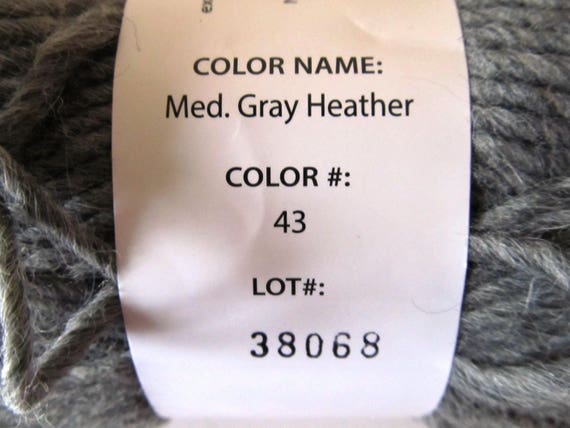 COLOR NAME:
Med. Gray Heather
COLOR #:
43
LOT#:
38068